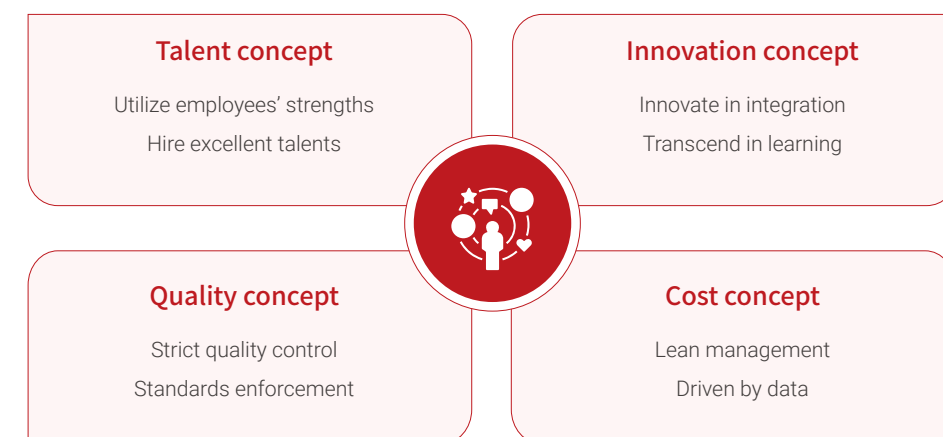 Talent concept
Utilize employees’ strengths
Hire excellent talents
Innovation concept
Innovate in integration
Transcend in learning
Quality concept
Strict quality control
Standards enforcement
Cost concept
Lean management
Driven by data